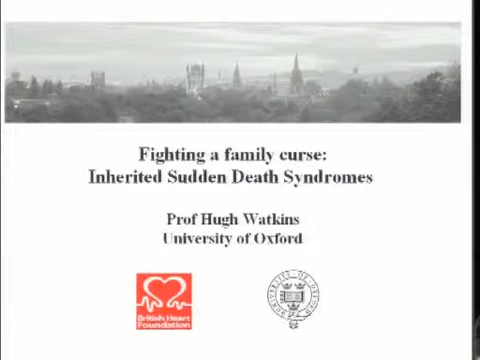 Fighting a family curse:
Inherited Sudden Death Syndromes
Prof Hugh Watkins
University of Oxford
British Heart
Foundation